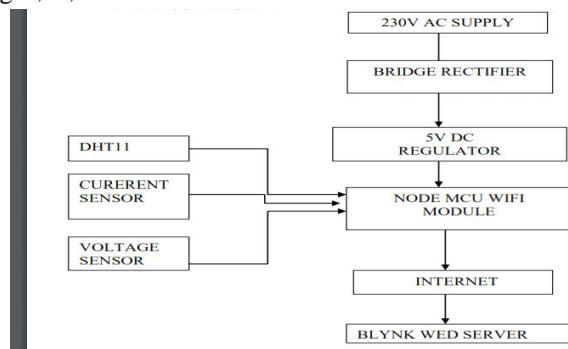 230V AC SUPPLY
BRIDGE RECTIFIER
5V DC
REGULATOR
DHT11
CURERENT
SENSOR
NODE MCU WIFI
MODULE
VOLTAGE
SENSOR
INTERNET
BLYNK WED SERVER